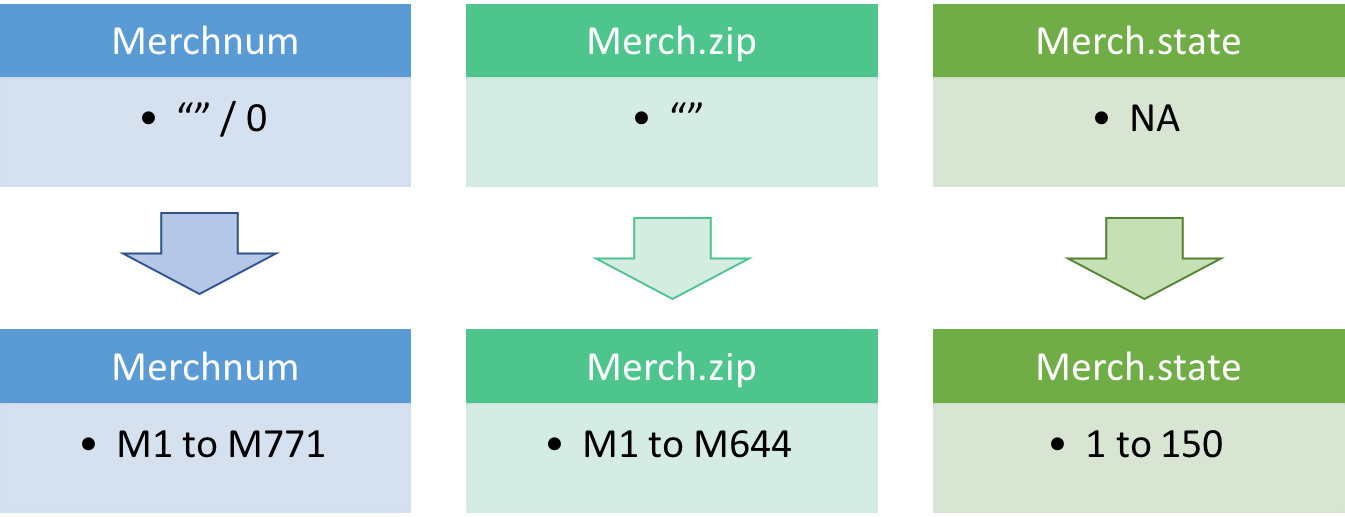 Merchnum
Merch.zip
Merch.state
• “” / 0
• “”
• NA
Merchnum
Merch.zip
Merch.state
• M1 to M771
• M1 to M644
• 1 to 150